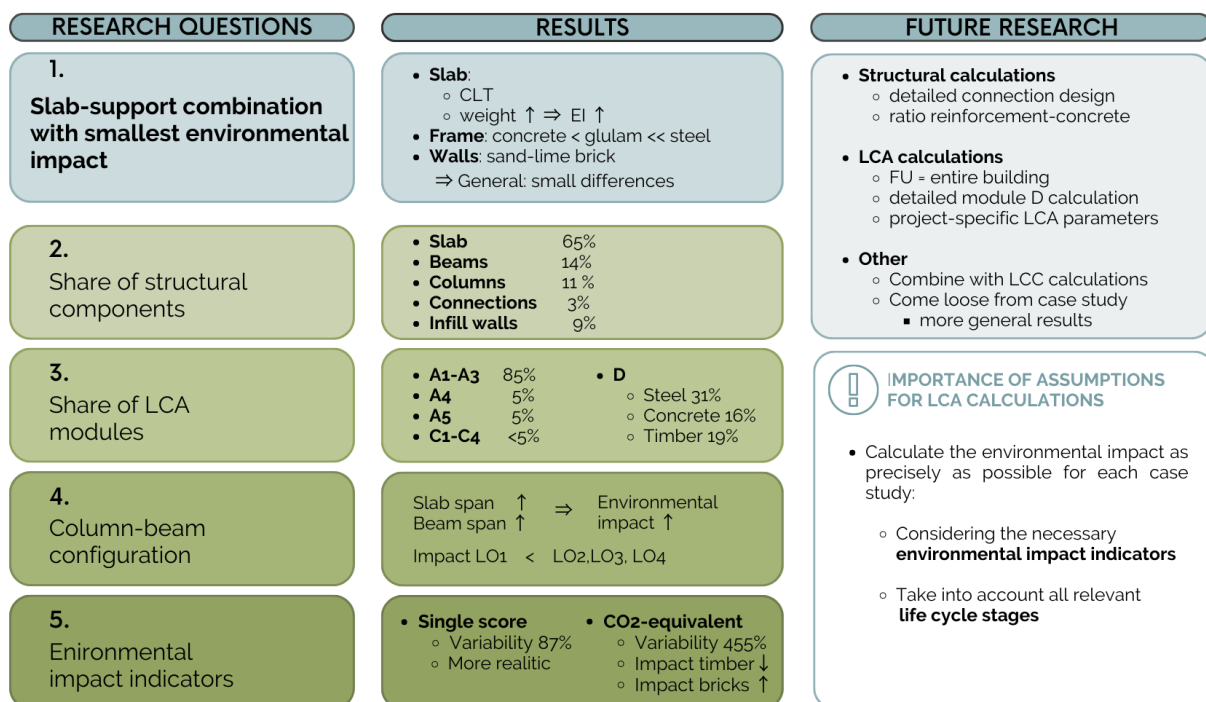 RESEARCH QUESTIONS
1.
Slab-support combination
with smallest environmental
impact
2.
Share of structural
components
3.
Share of LCA
modules
4.
Column-beam
configuration
5.
Enironmental
impact indicators
RESULTS
• Slab:
◦ CLT
◦ weight ↑ ⇒ EI ↑
• Frame: concrete < glulam << steel
• Walls: sand-lime brick
⇒ General: small differences
• Slab 65%
• Beams 14%
• Columns 11 %
• Connections 3%
• Infill walls 9%
• A1-A3 85%
• A4 5%
• A5 5%
• C1-C4 <5%
• D
◦ Steel 31%
◦ Concrete 16%
◦ Timber 19%
Slab span ↑
Beam span ↑
⇒
Environmental
impact ↑
Impact LO1 < LO2,LO3, LO4
• Single score
◦ Variability 87%
◦ More realitic
• CO2-equivalent
◦ Variability 455%
◦ Impact timber ↓
◦ Impact bricks ↑
FUTURE RESEARCH
• Structural calculations
◦ detailed connection design
◦ ratio reinforcement-concrete
• LCA calculations
◦ FU = entire building
◦ detailed module D calculation
◦ project-specific LCA parameters
• Other
◦ Combine with LCC calculations
◦ Come loose from case study
▪ more general results
IMPORTANCE OF ASSUMPTIONS
FOR LCA CALCULATIONS
• Calculate the environmental impact as
precisely as possible for each case
study:
◦ Considering the necessary
environmental impact indicators
◦ Take into account all relevant
life cycle stages